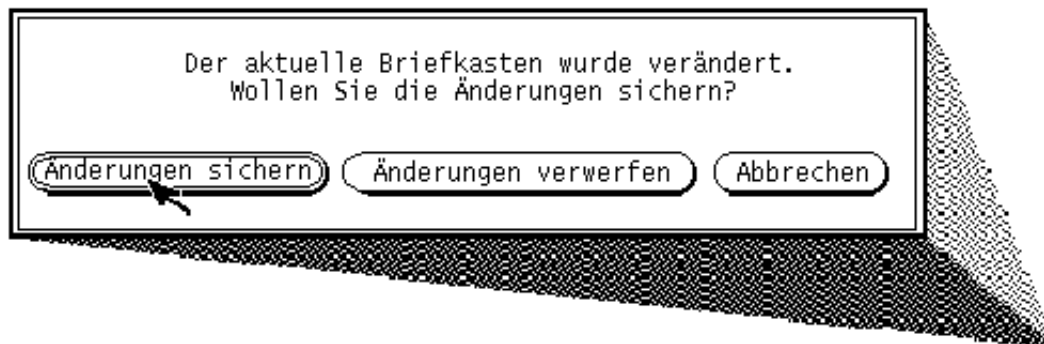 Der aktuelle Briefkasten wurde verändert.
Wollen Sie die Änderungen sichern?
Änderungen sichern Änderungen verwerfen Abbrechen